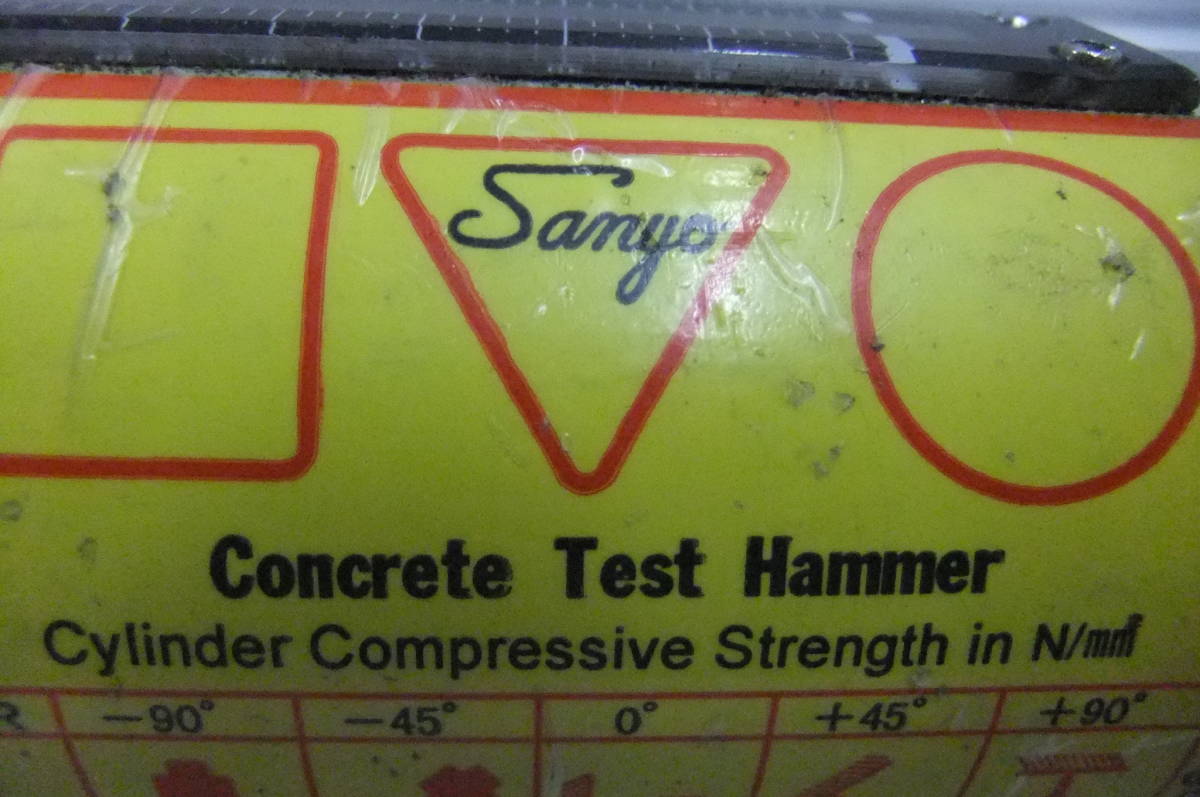 Sanyo
Concrete Test Hammer
Cylinder Compressive Strength in N/mm²
R -90° -45° 0° +45° +90°